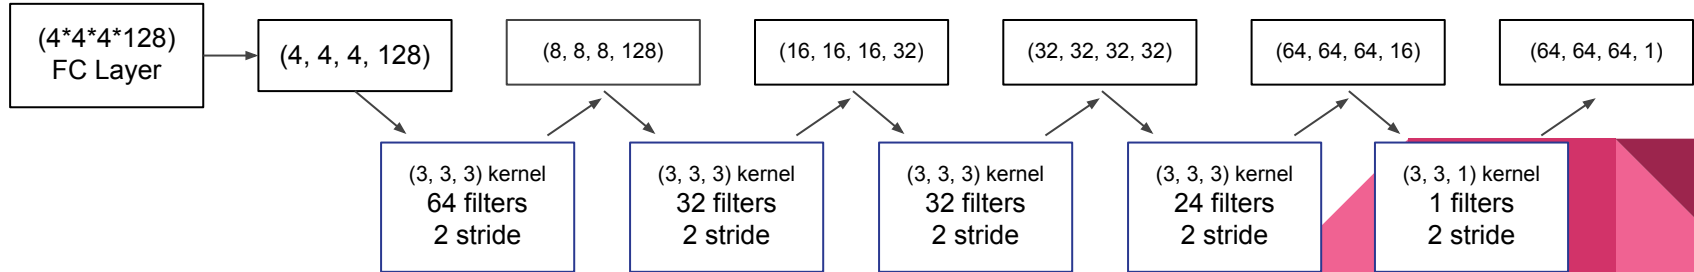 (4*4*4*128)
FC Layer
(4, 4, 4, 128)
(8, 8, 8, 128)
(16, 16, 16, 32)
(32, 32, 32, 32)
(64, 64, 64, 16)
(64, 64, 64, 1)
(3, 3, 3) kernel
64 filters
2 stride
(3, 3, 3) kernel
32 filters
2 stride
(3, 3, 3) kernel
32 filters
2 stride
(3, 3, 3) kernel
24 filters
2 stride
(3, 3, 1) kernel
1 filters
2 stride